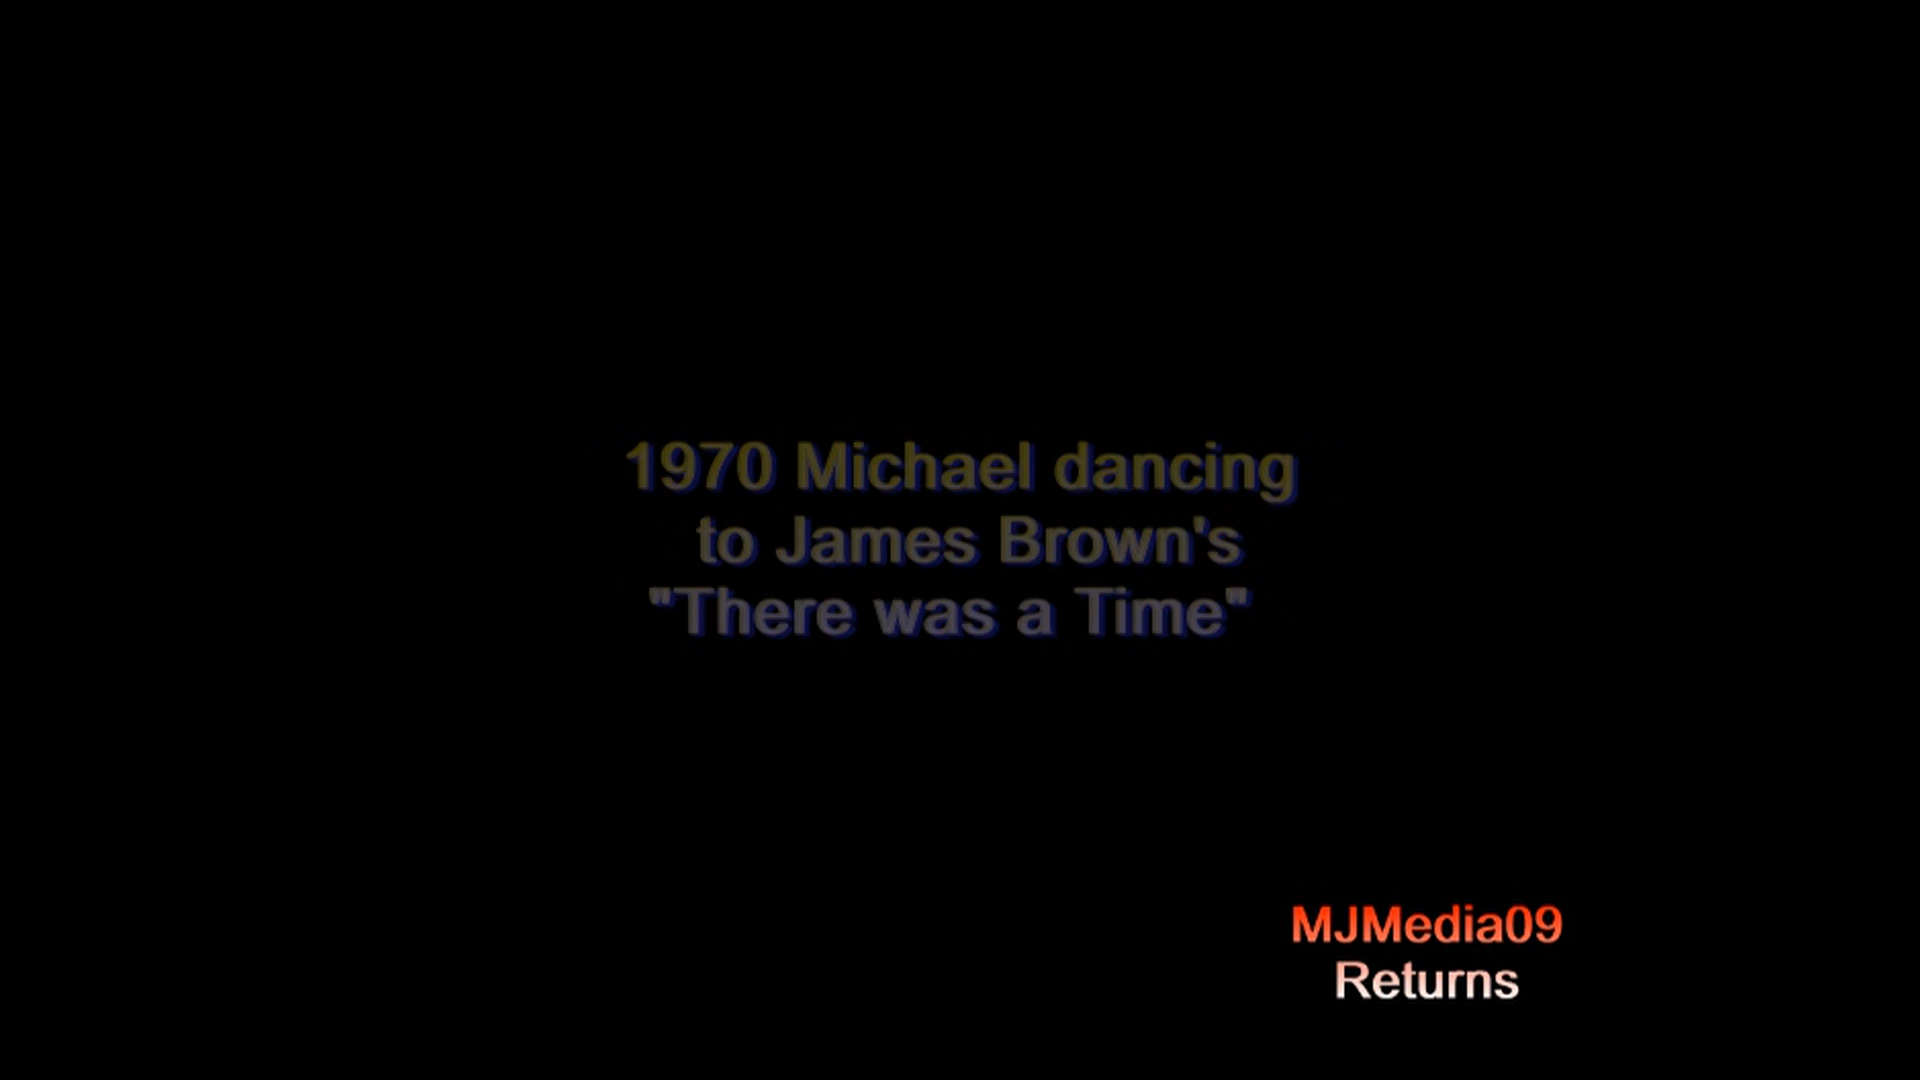 1970 Michael dancing
to James Brown's
"There was a Time"
MJMedia09
Returns